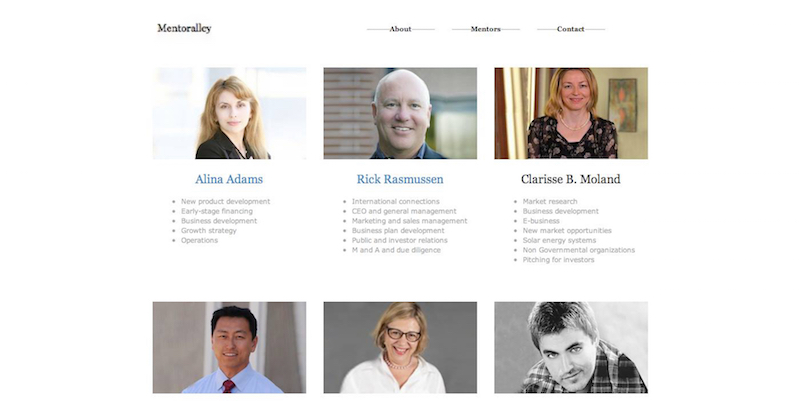 Mentoralley
About
Mentors
Contact
Alina Adams
New product development
Early-stage financing
Business development
Growth strategy
Operations
Rick Rasmussen
International connections
CEO and general management
Marketing and sales management
Business plan development
Public and investor relations
M and A and due diligence
Clarisse B. Moland
Market research
Business development
E-business
New market opportunities
Solar energy systems
Non Governmental organizations
Pitching for investors